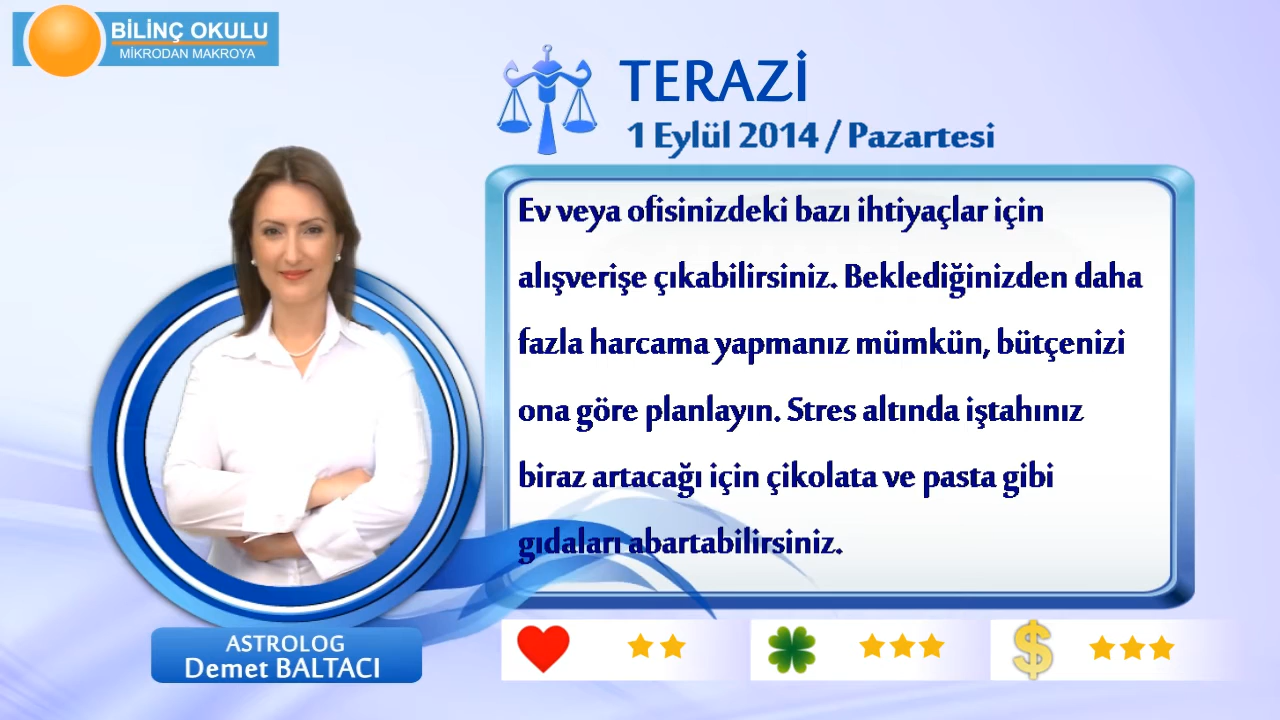 BİLİNÇ OKULU
MİKRODAN MAKROYA
TERAZİ
1 Eylül 2014 / Pazartesi
Ev veya ofisinizdeki bazı ihtiyaçlar için
alışverişe çıkabilirsiniz. Beklediğinizden daha
fazla harcama yapmanız mümkün, bütçenizi
ona göre planlayın. Stres altında iştahınız
biraz artacağı için çikolata ve pasta gibi
gıdaları abartabilirsiniz.
ASTROLOG
Demet BALTACI